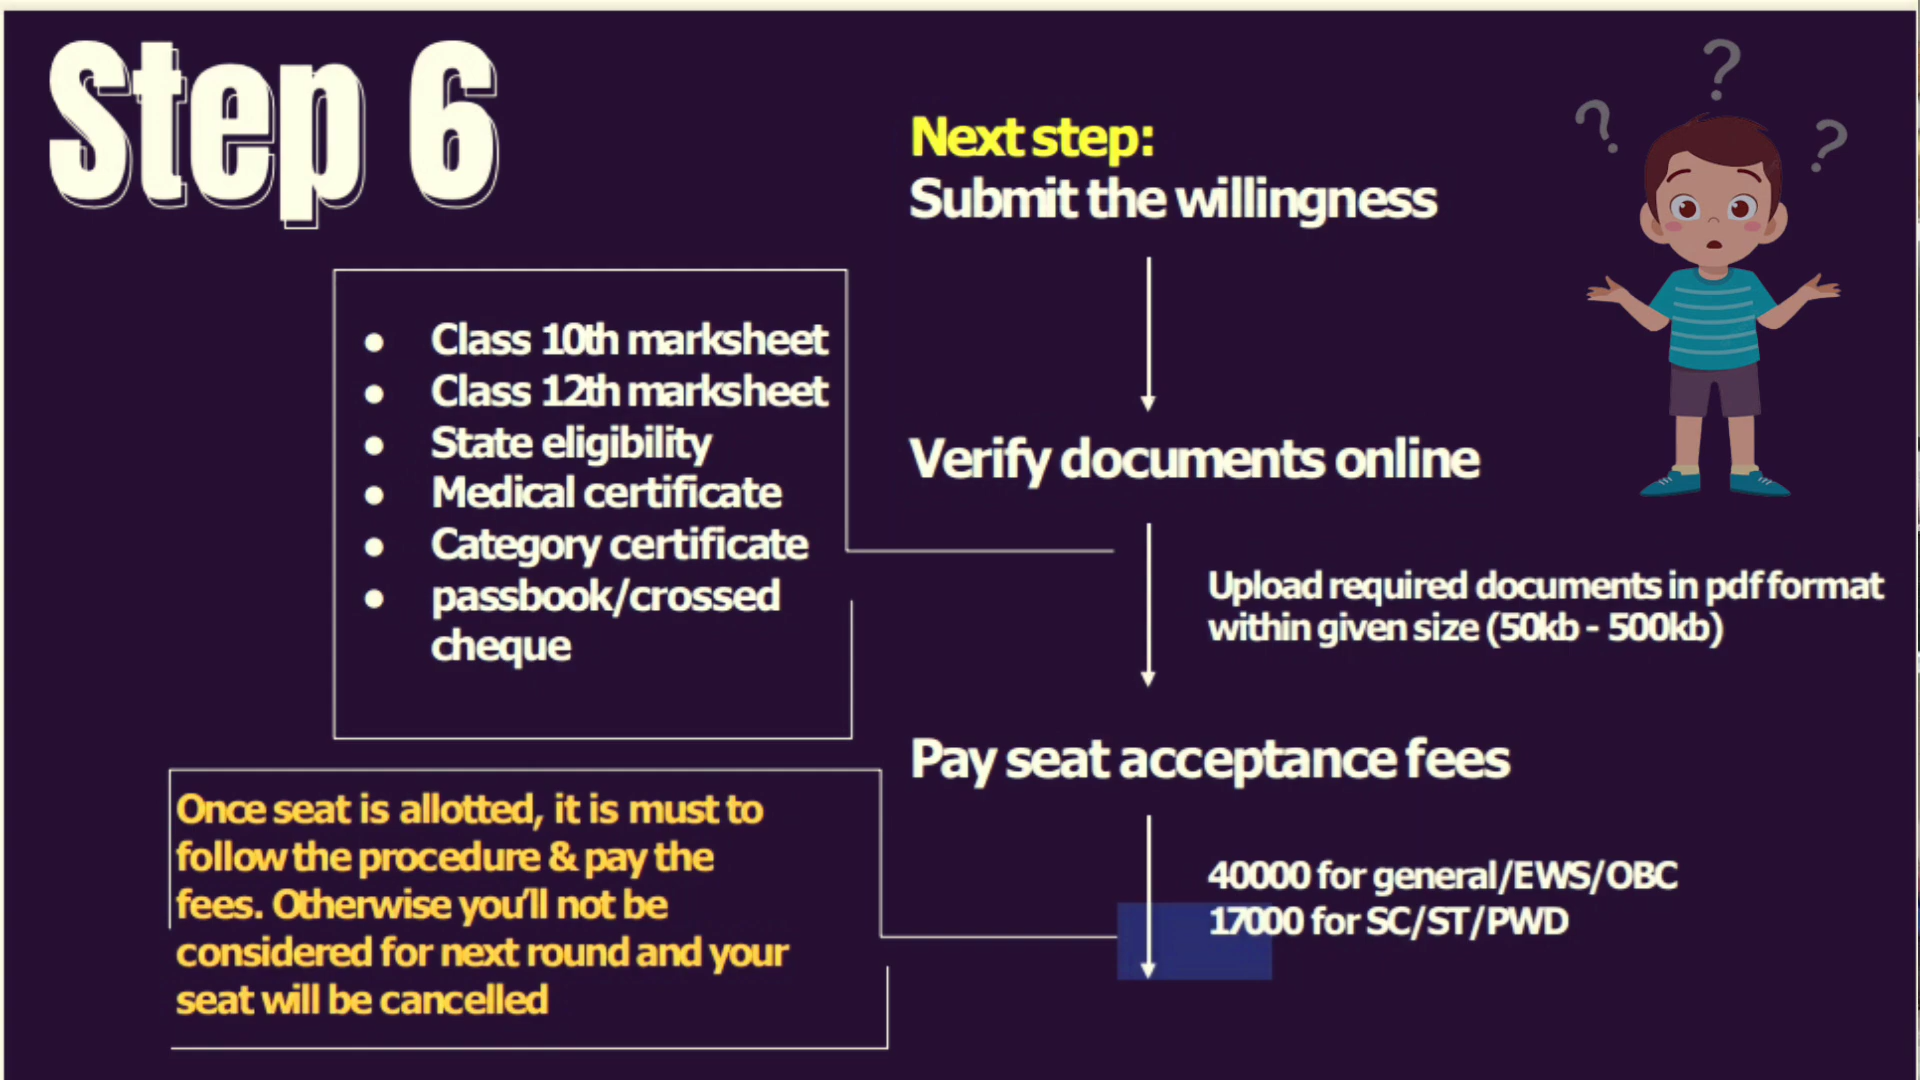 Step 6
Next step:
Submit the willingness
● Class 10th marksheet
● Class 12th marksheet
● State eligibility
● Medical certificate
● Category certificate
● passbook/crossed
cheque
Verify documents online
Upload required documents in pdf format
within given size (50kb - 500kb)
Pay seat acceptance fees
40000 for general/EWS/OBC
17000 for SC/ST/PWD
Once seat is allotted, it is must to
follow the procedure & pay the
fees. Otherwise you'll not be
considered for next round and your
seat will be cancelled
? ? ?